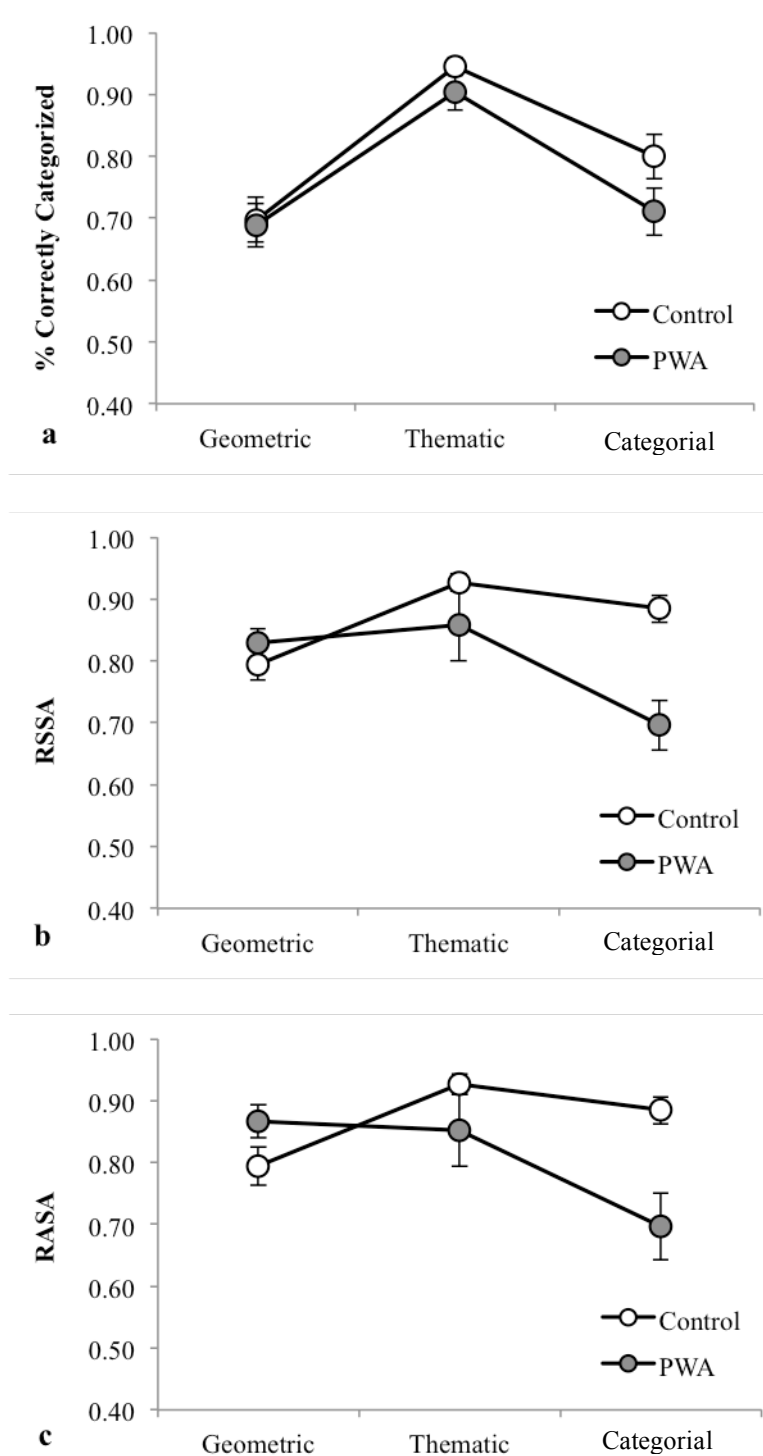 1.00
0.90
% Correctly Categorized
0.80
0.70
0.60
0.50
0.40
Control
PWA
a
Geometric Thematic Categorial
1.00
0.90
0.80
RSSA
0.70
0.60
0.50
0.40
Control
PWA
b
Geometric Thematic Categorial
1.00
0.90
0.80
RASA
0.70
0.60
0.50
0.40
Control
PWA
c
Geometric Thematic Categorial